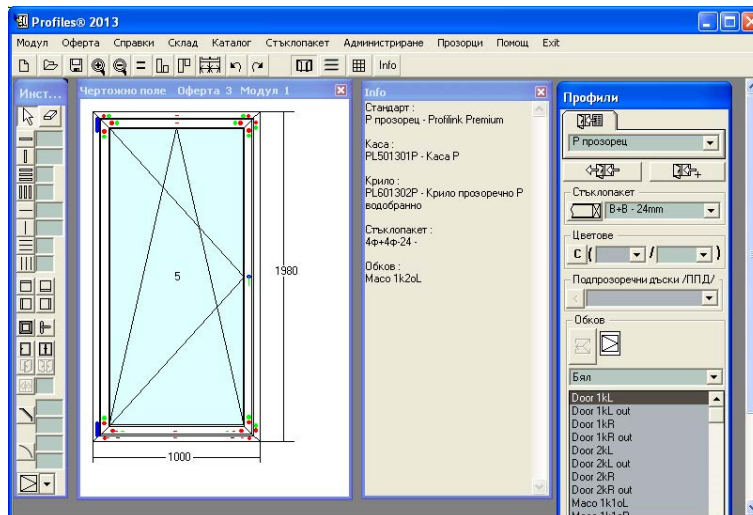 Profiles® 2013
Модул Оферта Справки Склад Каталог Стъклопакет Администриране Прозорци Помощ Exit
Info
Инст...
Чертожно поле Оферта 3 Модул 1
5
1980
1000
Info
Стандарт :
Р прозорец - Profilink Premium
Каса :
PL501301P - Каса Р
Крило :
PL601302P - Крило прозоречно Р
водобранно
Стъклопакет :
4ф+4ф-24 -
Обков :
Maco 1k2oL
Профили
Р прозорец
Стъклопакет
B+B - 24mm
Цветове
C ( / )
Подпрозоречни дъски /ППД/
<
Обков
Бял
Door 1kL
Door 1kL out
Door 1kR
Door 1kR out
Door 2kL
Door 2kL out
Door 2kR
Door 2kR out
Maco 1k1oL
Maco 1k1oR